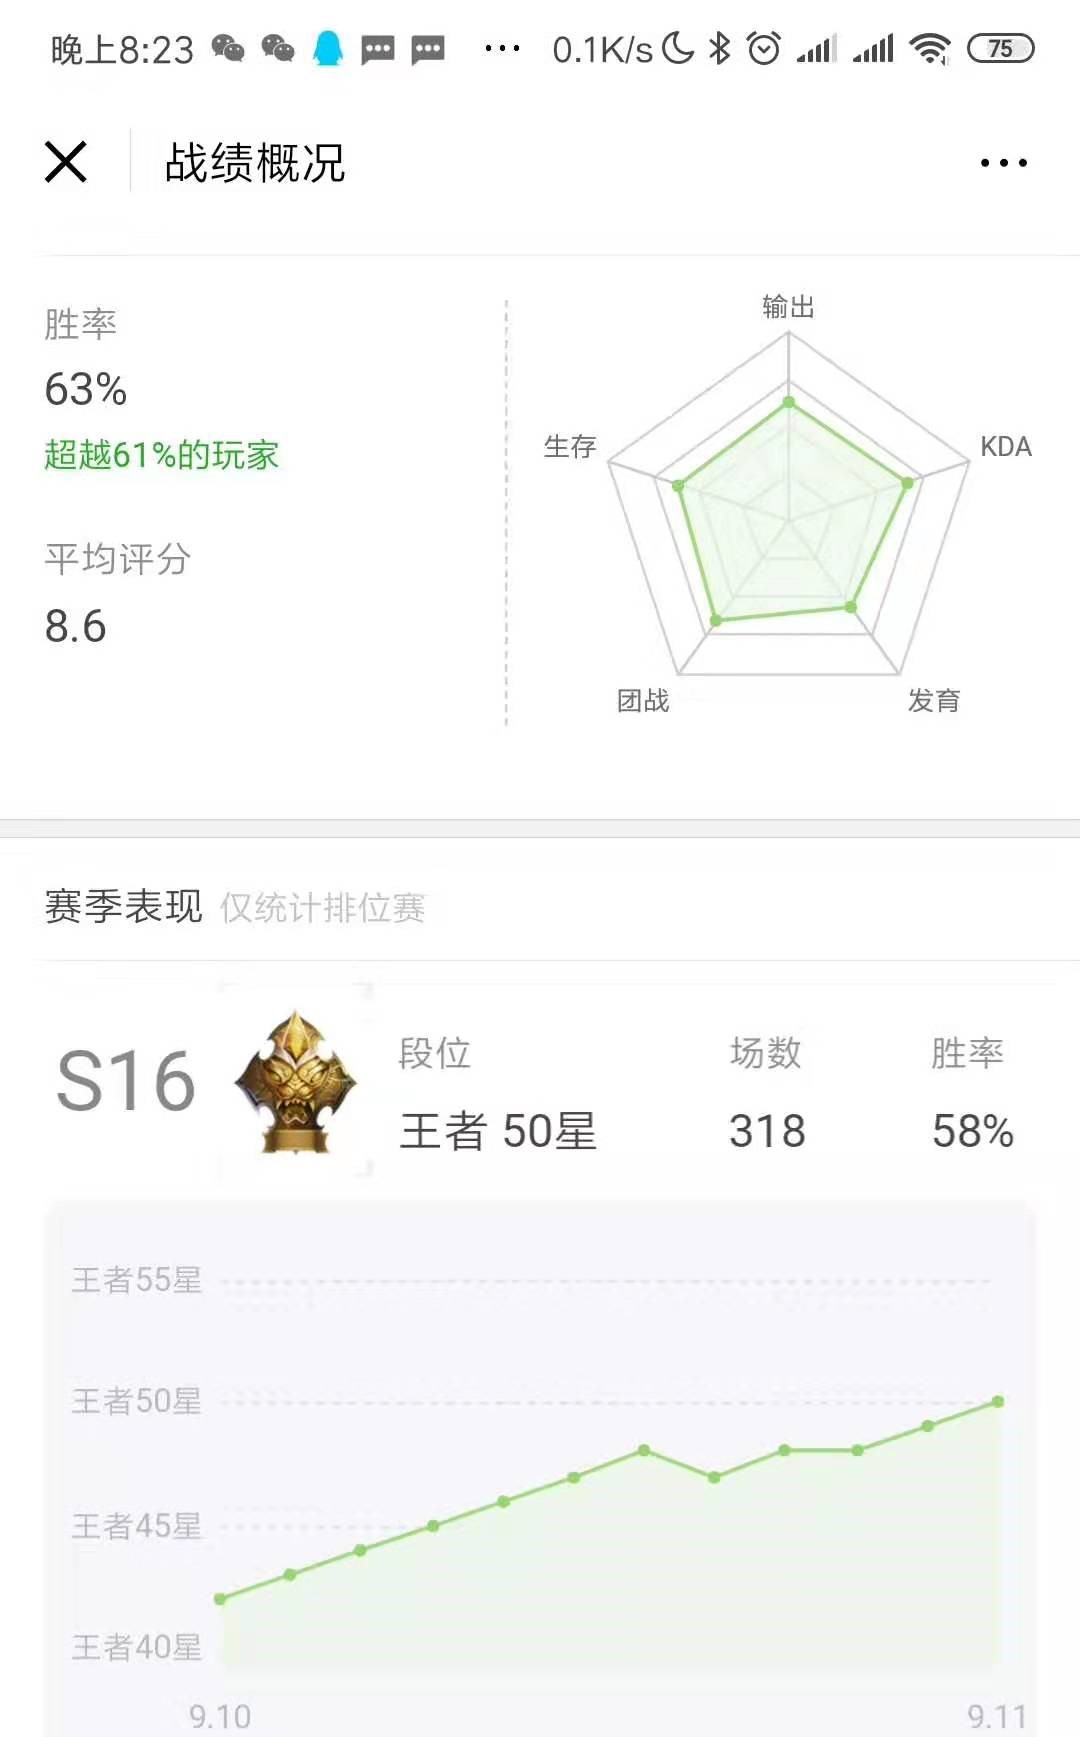 晚上8:23 ... 0.1K/s 75
战绩概况
胜率
63%
超越61%的玩家
平均评分
8.6
输出
生存
KDA
团战
发育
赛季表现 仅统计排位赛
S16
段位 场数 胜率
王者 50星 318 58%
王者55星
王者50星
王者45星
王者40星
9.10 9.11